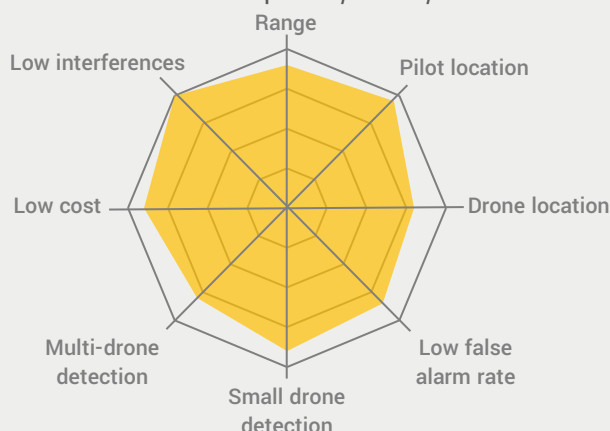 Range
Low interferences
Pilot location
Low cost
Drone location
Multi-drone
detection
Low false
alarm rate
Small drone
detection